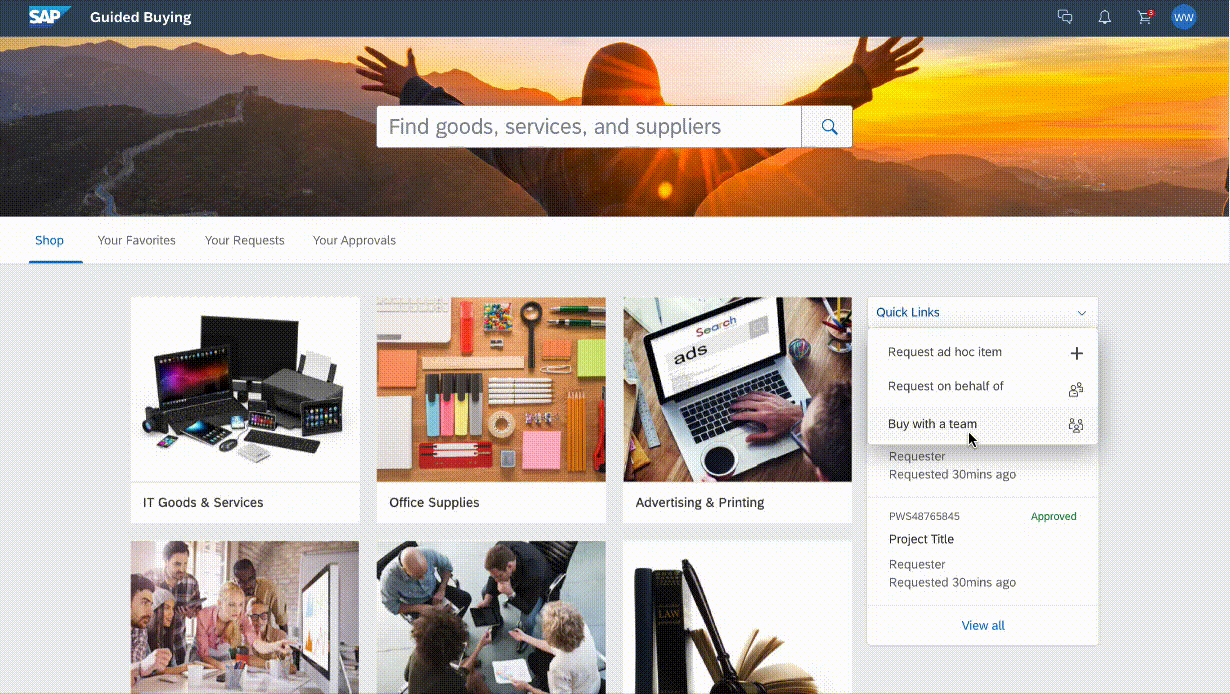 SAP
Guided Buying
3
WW
Find goods, services, and suppliers
Shop
Your Favorites
Your Requests
Your Approvals
Search
ads
IT Goods & Services
Office Supplies
Advertising & Printing
LAW
Quick Links
Request ad hoc item
Request on behalf of
Buy with a team
Requester
Requested 30mins ago
PWS48765845
Approved
Project Title
Requester
Requested 30mins ago
View all